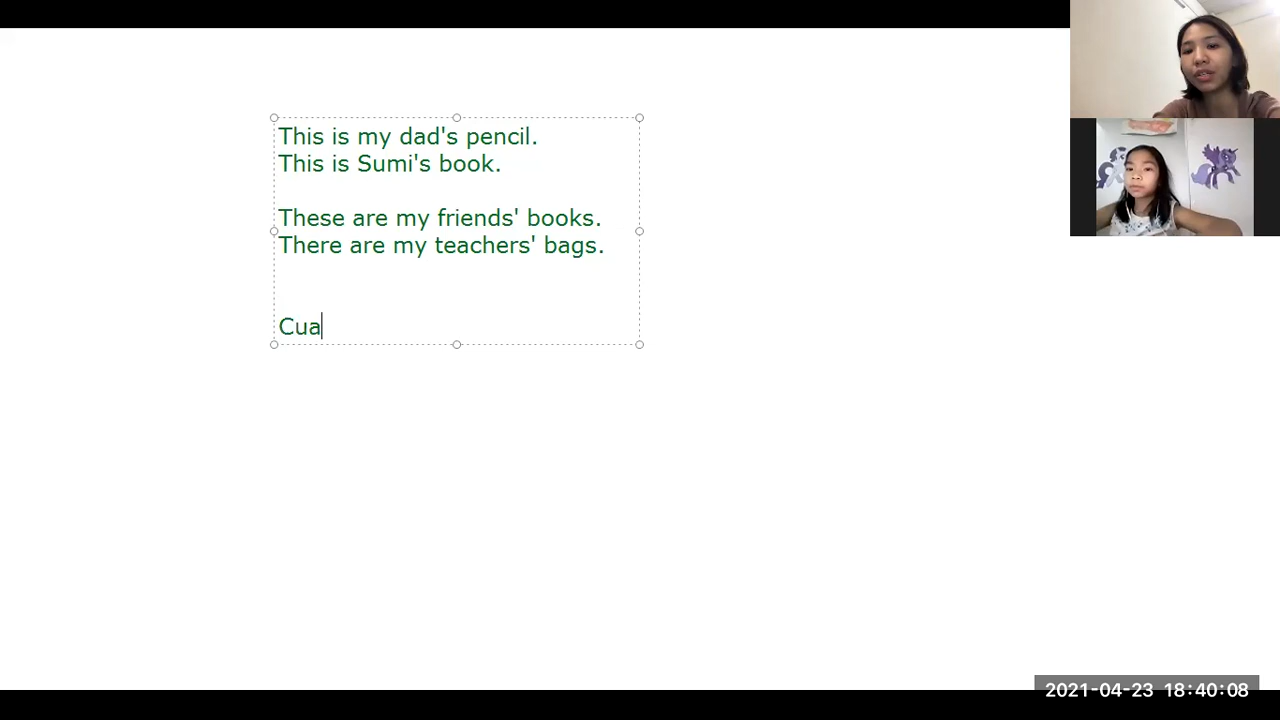 This is my dad's pencil.
This is Sumi's book.
These are my friends' books.
There are my teachers' bags.
Cua
2021-04-23 18:40:08